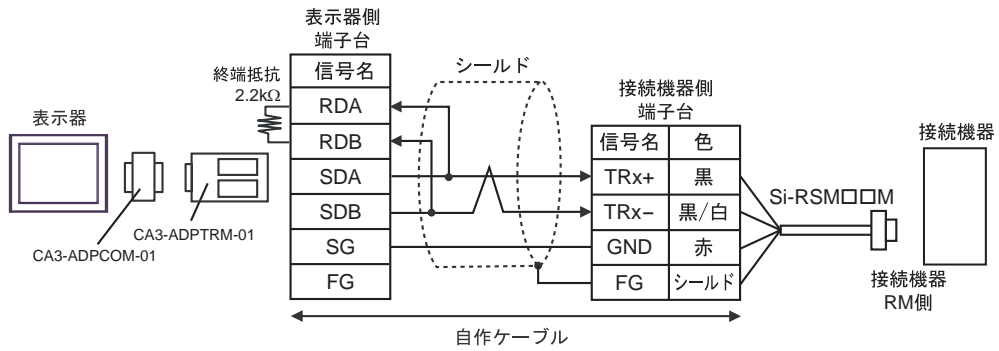 表示器側
端子台
信号名
RDA
RDB
SDA
SDB
SG
FG
終端抵抗
2.2kΩ
表示器
CA3-ADPCOM-01
CA3-ADPTRM-01
シールド
接続機器側
端子台
信号名 色
TRx+ 黒
TRx− 黒/白
GND 赤
FG シールド
Si-RSM□□M
接続機器
接続機器
RM側
自作ケーブル